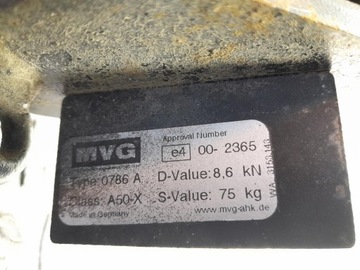 MVG
Approval Number
e4 00- 2365
Type: 0786 A D-Value: 8,6 kN
Class: A50-X S-Value: 75 kg
Made in Germany www.mvg-ahk.de